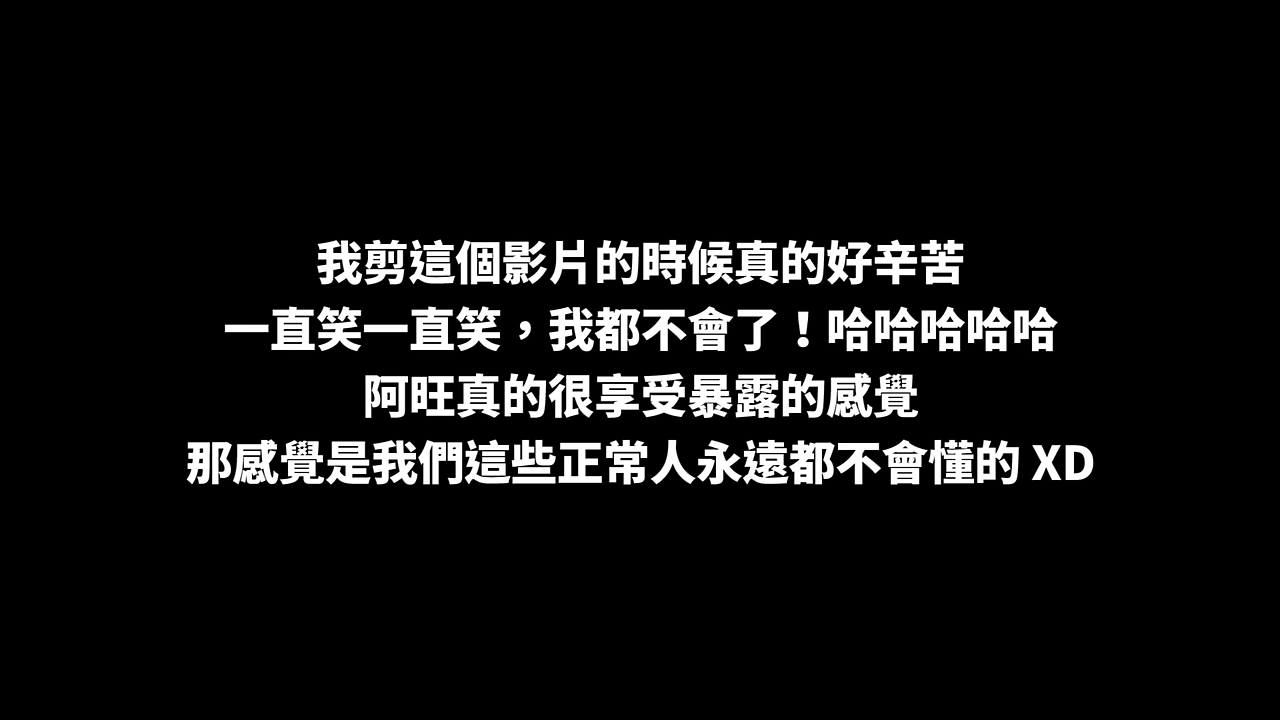 我剪這個影片的時候真的好辛苦
一直笑一直笑，我都不會了！哈哈哈哈哈
阿旺真的很享受暴露的感覺
那感覺是我們這些正常人永遠都不會懂的 XD